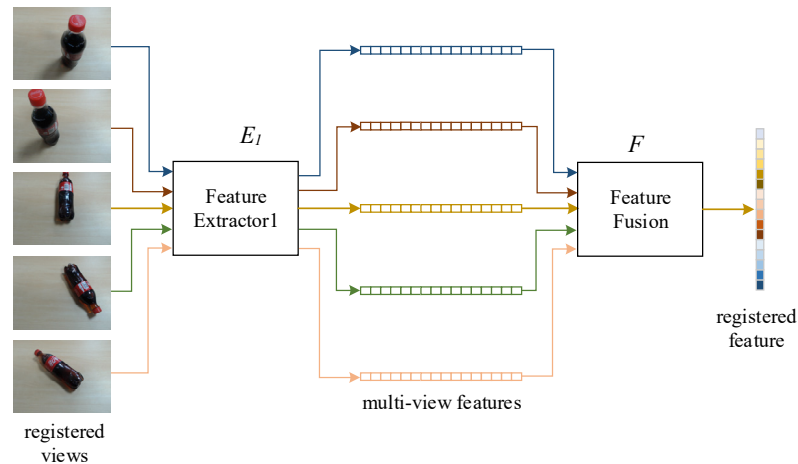 E1
F
Feature
Extractor1
Feature
Fusion
registered
feature
multi-view features
registered
views